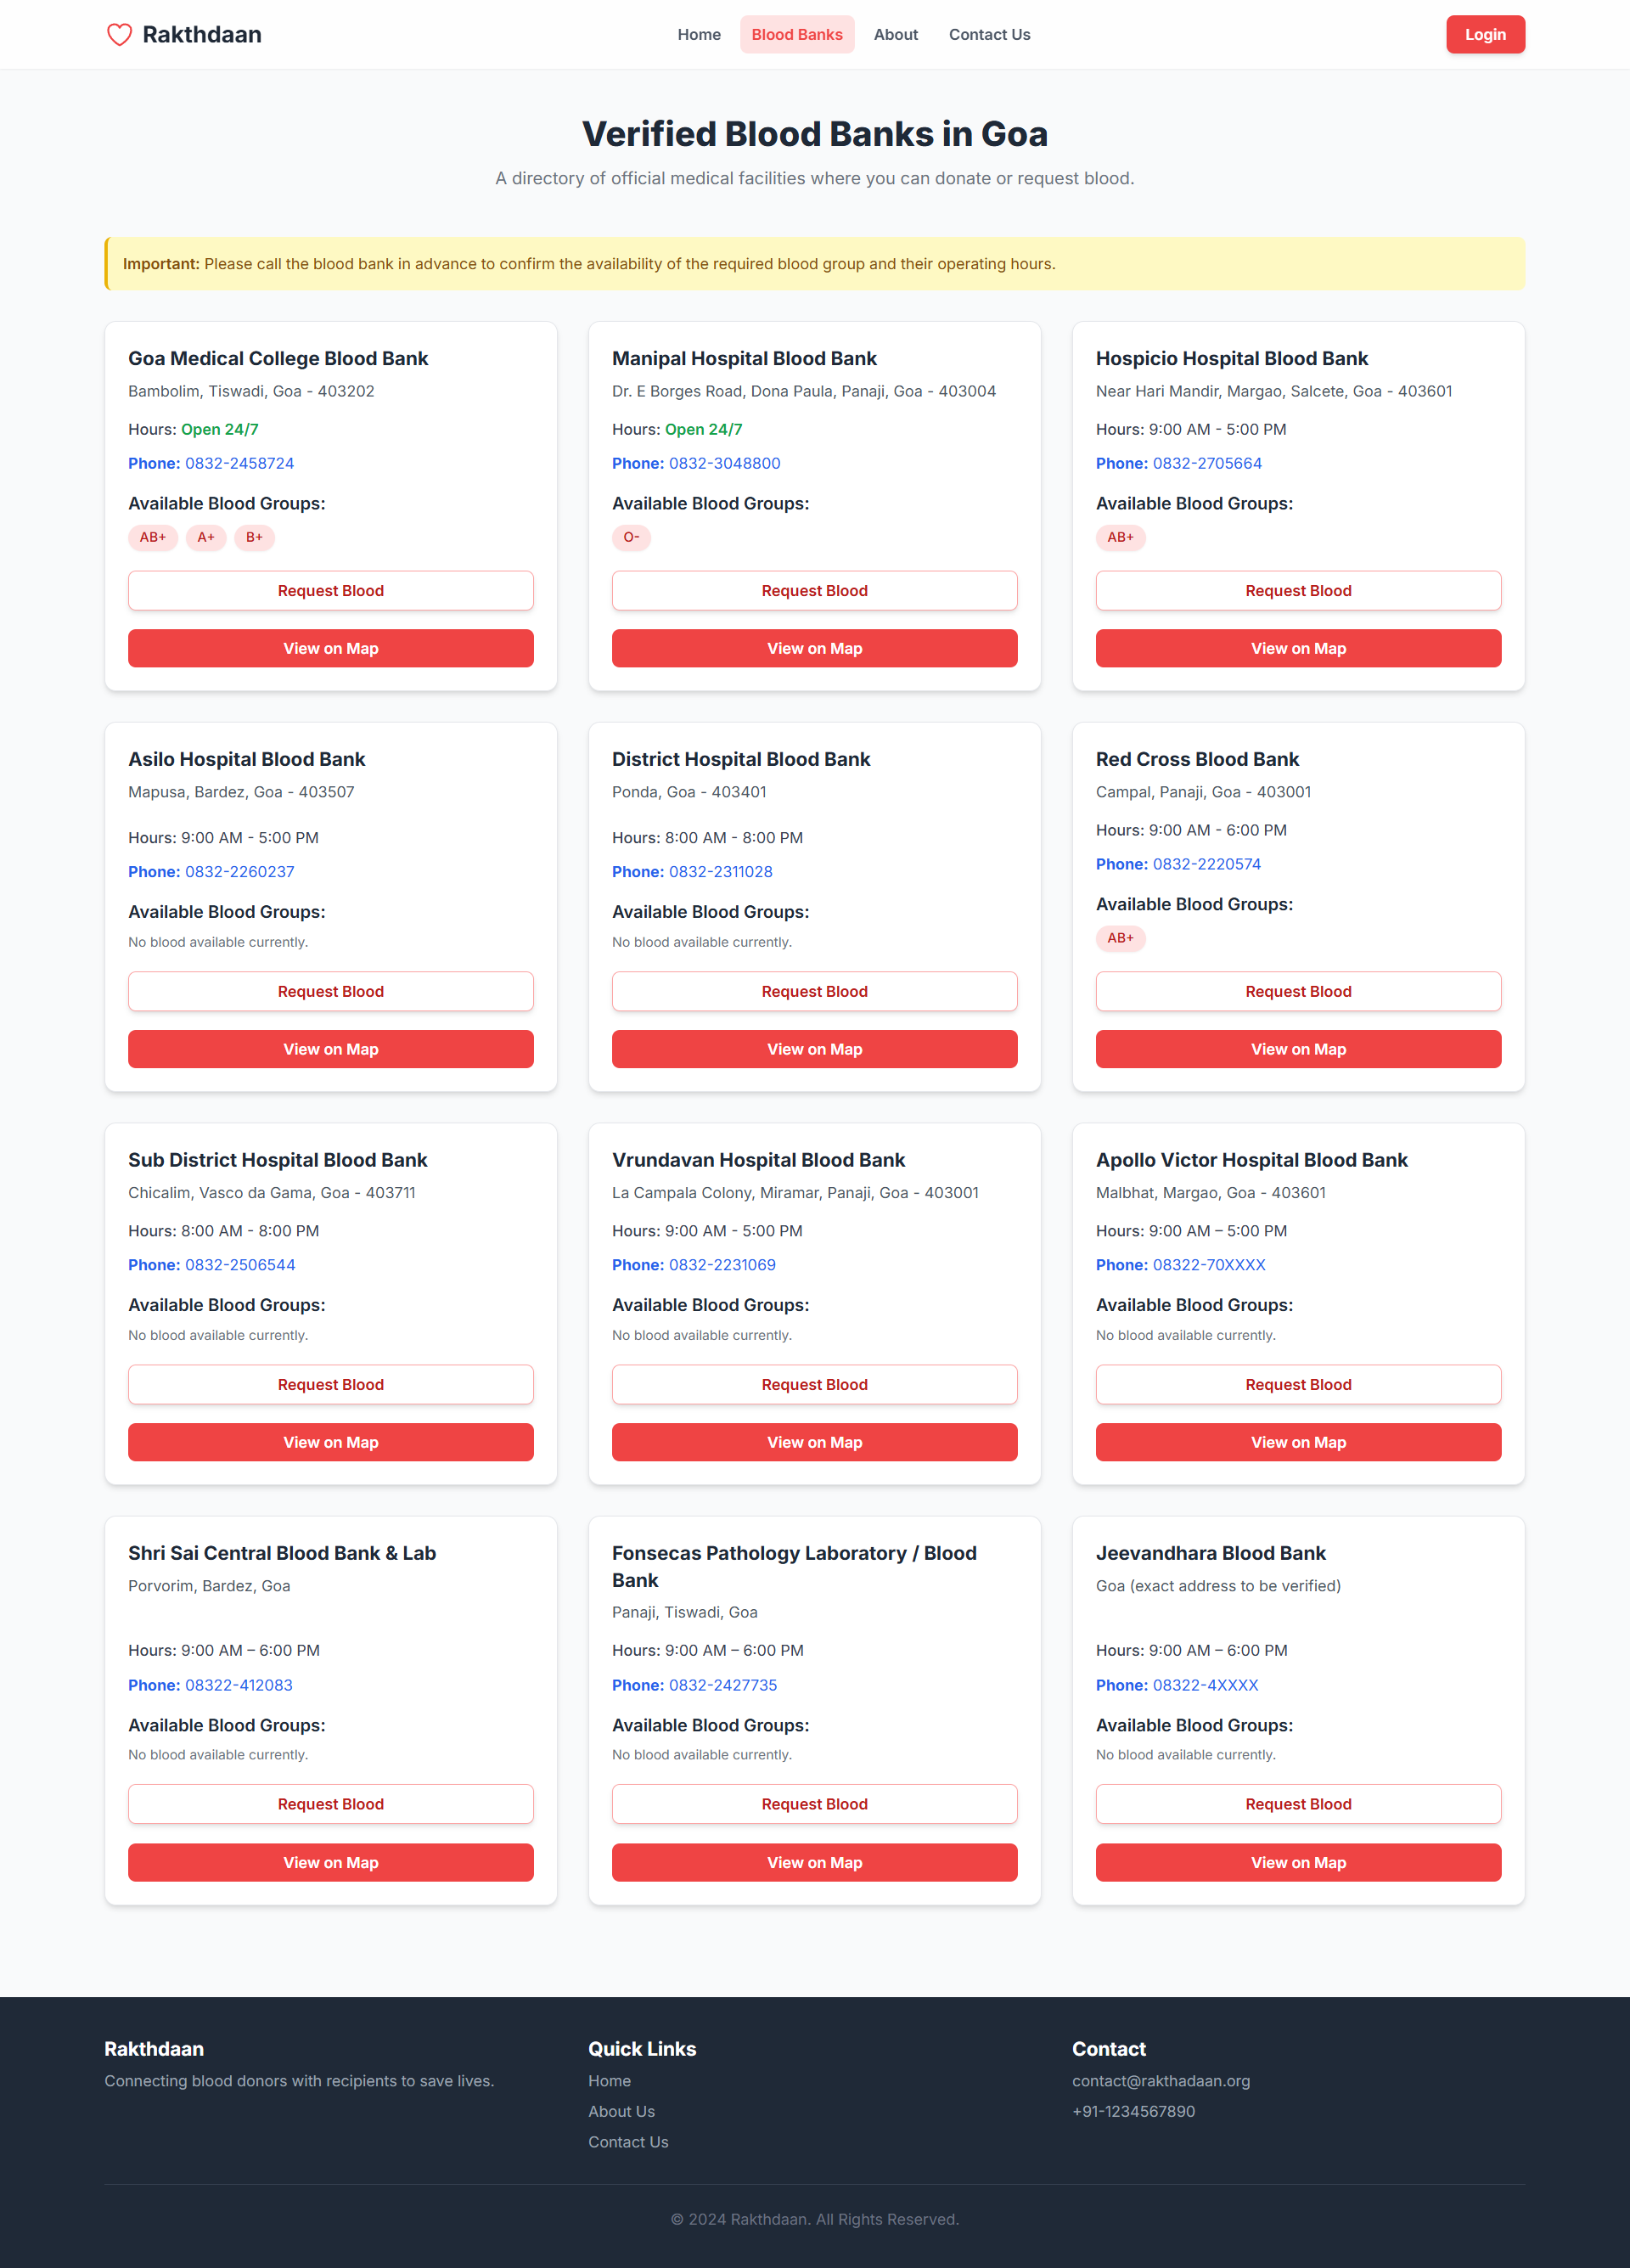 Rakthdaan
Home
Blood Banks
About
Contact Us
Login
Verified Blood Banks in Goa
A directory of official medical facilities where you can donate or request blood.
Important: Please call the blood bank in advance to confirm the availability of the required blood group and their operating hours.
Goa Medical College Blood Bank
Bambolim, Tiswadi, Goa - 403202
Hours: Open 24/7
Phone: 0832-2458724
Available Blood Groups:
AB+ A+ B+
Request Blood
View on Map
Manipal Hospital Blood Bank
Dr. E Borges Road, Dona Paula, Panaji, Goa - 403004
Hours: Open 24/7
Phone: 0832-3048800
Available Blood Groups:
O-
Request Blood
View on Map
Hospicio Hospital Blood Bank
Near Hari Mandir, Margao, Salcete, Goa - 403601
Hours: 9:00 AM - 5:00 PM
Phone: 0832-2705664
Available Blood Groups:
AB+
Request Blood
View on Map
Asilo Hospital Blood Bank
Mapusa, Bardez, Goa - 403507
Hours: 9:00 AM - 5:00 PM
Phone: 0832-2260237
Available Blood Groups:
No blood available currently.
Request Blood
View on Map
District Hospital Blood Bank
Ponda, Goa - 403401
Hours: 8:00 AM - 8:00 PM
Phone: 0832-2311028
Available Blood Groups:
No blood available currently.
Request Blood
View on Map
Red Cross Blood Bank
Campal, Panaji, Goa - 403001
Hours: 9:00 AM - 6:00 PM
Phone: 0832-2220574
Available Blood Groups:
AB+
Request Blood
View on Map
Sub District Hospital Blood Bank
Chicalim, Vasco da Gama, Goa - 403711
Hours: 8:00 AM - 8:00 PM
Phone: 0832-2506544
Available Blood Groups:
No blood available currently.
Request Blood
View on Map
Vrundavan Hospital Blood Bank
La Campala Colony, Miramar, Panaji, Goa - 403001
Hours: 9:00 AM - 5:00 PM
Phone: 0832-2231069
Available Blood Groups:
No blood available currently.
Request Blood
View on Map
Apollo Victor Hospital Blood Bank
Malbhat, Margao, Goa - 403601
Hours: 9:00 AM – 5:00 PM
Phone: 08322-70XXXX
Available Blood Groups:
No blood available currently.
Request Blood
View on Map
Shri Sai Central Blood Bank & Lab
Porvorim, Bardez, Goa
Hours: 9:00 AM – 6:00 PM
Phone: 08322-412083
Available Blood Groups:
No blood available currently.
Request Blood
View on Map
Fonsecas Pathology Laboratory / Blood
Bank
Panaji, Tiswadi, Goa
Hours: 9:00 AM – 6:00 PM
Phone: 0832-2427735
Available Blood Groups:
No blood available currently.
Request Blood
View on Map
Jeevandhara Blood Bank
Goa (exact address to be verified)
Hours: 9:00 AM – 6:00 PM
Phone: 08322-4XXXX
Available Blood Groups:
No blood available currently.
Request Blood
View on Map
Rakthdaan
Connecting blood donors with recipients to save lives.
Quick Links
Home
About Us
Contact Us
Contact
contact@rakthadaan.org
+91-1234567890
© 2024 Rakthdaan. All Rights Reserved.